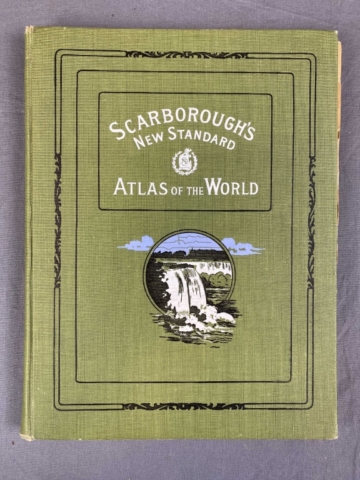 SCARBOROUGH'S
NEW STANDARD
ATLAS OF THE WORLD